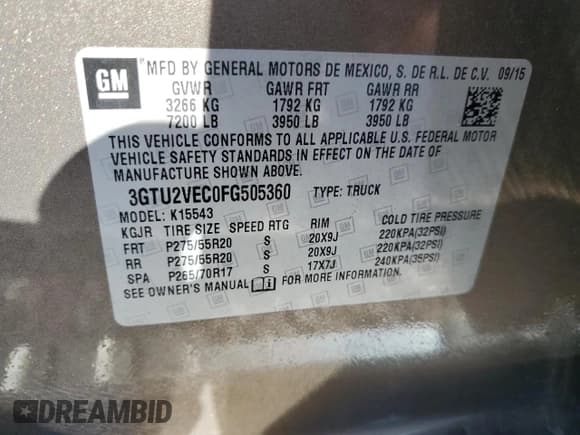 GM MFD BY GENERAL MOTORS DE MEXICO, S. DE R.L. DE C.V. 09/15
GVWR GAWR FRT GAWR RR
3266 KG 1792 KG 1792 KG
7200 LB 3950 LB 3950 LB
THIS VEHICLE CONFORMS TO ALL APPLICABLE U.S. FEDERAL MOTOR
VEHICLE SAFETY STANDARDS IN EFFECT ON THE DATE OF
MANUFACTURE SHOWN ABOVE.
3GTU2VEC0FG505360 TYPE: TRUCK
MODEL: K15543
KGJR TIRE SIZE SPEED RTG RIM COLD TIRE PRESSURE
FRT P275/55R20 S 20X9J 220KPA(32PSI)
RR P275/55R20 S 20X9J 220KPA(32PSI)
SPA P265/70R17 S 17X7J 240KPA(35PSI)
SEE OWNER'S MANUAL FOR MORE INFORMATION.
DREAMBID